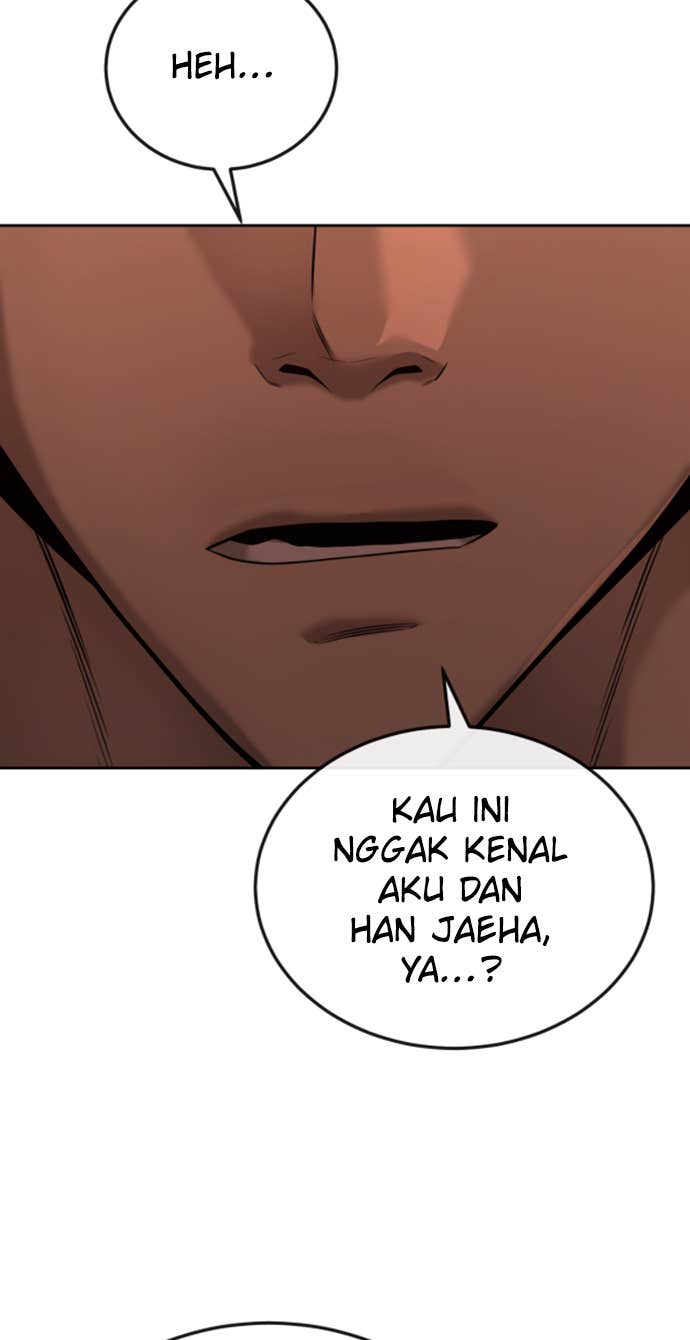 HEH...
KAU INI
NGGAK KENAL
AKU DAN
HAN JAEHA,
YA...?